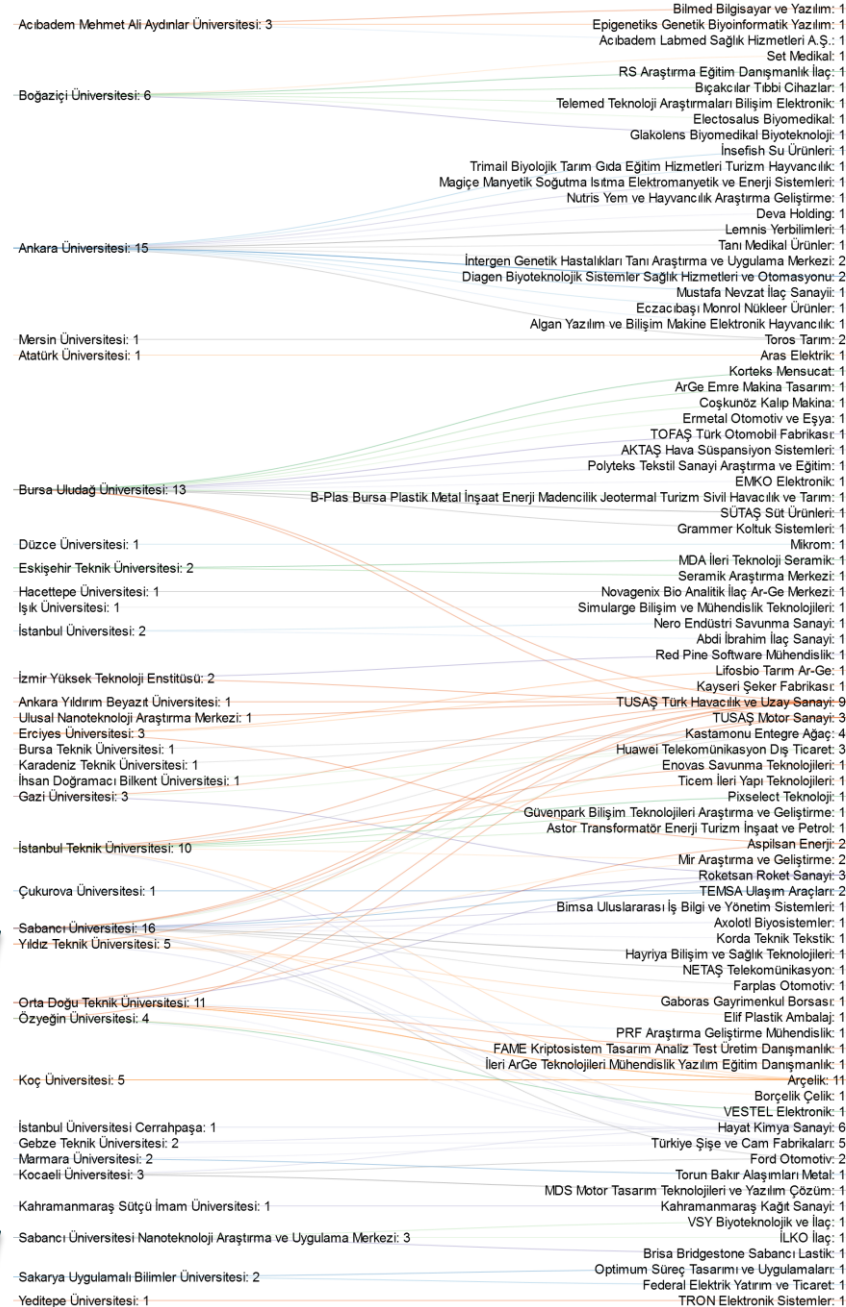 Acıbadem Mehmet Ali Aydınlar Üniversitesi: 3
Boğaziçi Üniversitesi: 6
Ankara Üniversitesi: 15
Mersin Üniversitesi: 1
Atatürk Üniversitesi: 1
Bursa Uludağ Üniversitesi: 13
Düzce Üniversitesi: 1
Eskişehir Teknik Üniversitesi: 2
Hacettepe Üniversitesi: 1
Işık Üniversitesi: 1
İstanbul Üniversitesi: 2
İzmir Yüksek Teknoloji Enstitüsü: 2
Ankara Yıldırım Beyazıt Üniversitesi: 1
Ulusal Nanoteknoloji Araştırma Merkezi: 1
Erciyes Üniversitesi: 3
Bursa Teknik Üniversitesi: 1
Karadeniz Teknik Üniversitesi: 1
İhsan Doğramacı Bilkent Üniversitesi: 1
Gazi Üniversitesi: 3
İstanbul Teknik Üniversitesi: 10
Çukurova Üniversitesi: 1
Sabancı Üniversitesi: 16
Yıldız Teknik Üniversitesi: 5
Orta Doğu Teknik Üniversitesi: 11
Özyeğin Üniversitesi: 4
Koç Üniversitesi: 5
İstanbul Üniversitesi Cerrahpaşa: 1
Gebze Teknik Üniversitesi: 2
Marmara Üniversitesi: 2
Kocaeli Üniversitesi: 3
Kahramanmaraş Sütçü İmam Üniversitesi: 1
Sabancı Üniversitesi Nanoteknoloji Araştırma ve Uygulama Merkezi: 3
Sakarya Uygulamalı Bilimler Üniversitesi: 2
Yeditepe Üniversitesi: 1
Bilmed Bilgisayar ve Yazılım: 1
Epigenetiks Genetik Biyoinformatik Yazılım: 1
Acıbadem Labmed Sağlık Hizmetleri A.Ş.: 1
Set Medikal: 1
RS Araştırma Eğitim Danışmanlık İlaç: 1
Bıçakcılar Tıbbi Cihazlar: 1
Telemed Teknoloji Araştırmaları Bilişim Elektronik: 1
Electosalus Biyomedikal: 1
Glakolens Biyomedikal Biyoteknoloji: 1
İnsefish Su Ürünleri: 1
Trimail Biyolojik Tarım Gıda Eğitim Hizmetleri Turizm Hayvancılık: 1
Magiçe Manyetik Soğutma Isıtma Elektromanyetik ve Enerji Sistemleri: 1
Nutris Yem ve Hayvancılık Araştırma Geliştirme: 1
Deva Holding: 1
Lemnis Yerbilimleri: 1
Tanı Medikal Ürünler: 1
İntergen Genetik Hastalıkları Tanı Araştırma ve Uygulama Merkezi: 2
Diagen Biyoteknolojik Sistemler Sağlık Hizmetleri ve Otomasyonu: 2
Mustafa Nevzat İlaç Sanayii: 1
Eczacıbaşı Monrol Nükleer Ürünler: 1
Algan Yazılım ve Bilişim Makine Elektronik Hayvancılık: 1
Toros Tarım: 2
Aras Elektrik: 1
Korteks Mensucat: 1
ArGe Emre Makina Tasarım: 1
Coşkunöz Kalıp Makina: 1
Ermetal Otomotiv ve Eşya: 1
TOFAŞ Türk Otomobil Fabrikası: 1
AKTAŞ Hava Süspansiyon Sistemleri: 1
Polyteks Tekstil Sanayi Araştırma ve Eğitim: 1
EMKO Elektronik: 1
B-Plas Bursa Plastik Metal İnşaat Enerji Madencilik Jeotermal Turizm Sivil Havacılık ve Tarım: 1
SÜTAŞ Süt Ürünleri: 1
Grammer Koltuk Sistemleri: 1
Mikrom: 1
MDA İleri Teknoloji Seramik: 1
Seramik Araştırma Merkezi: 1
Novagenix Bio Analitik İlaç Ar-Ge Merkezi: 1
Simularge Bilişim ve Mühendislik Teknolojileri: 1
Nero Endüstri Savunma Sanayi: 1
Abdi İbrahim İlaç Sanayi: 1
Red Pine Software Mühendislik: 1
Lifosbio Tarım Ar-Ge: 1
Kayseri Şeker Fabrikası: 1
TUSAŞ Türk Havacılık ve Uzay Sanayi: 9
TUSAŞ Motor Sanayi: 3
Kastamonu Entegre Ağaç: 4
Huawei Telekomünikasyon Dış Ticaret: 3
Enovas Savunma Teknolojileri: 1
Ticem İleri Yapı Teknolojileri: 1
Pixselect Teknoloji: 1
Güvenpark Bilişim Teknolojileri Araştırma ve Geliştirme: 1
Astor Transformatör Enerji Turizm İnşaat ve Petrol: 1
Aspilsan Enerji: 2
Mir Araştırma ve Geliştirme: 2
Roketsan Roket Sanayi: 3
TEMSA Ulaşım Araçları: 2
Bimsa Uluslararası İş Bilgi ve Yönetim Sistemleri: 1
Axolotl Biyosistemler: 1
Korda Teknik Tekstik: 1
Hayriya Bilişim ve Sağlık Teknolojileri: 1
NETAŞ Telekomünikasyon: 1
Farplas Otomotiv: 1
Gaboras Gayrimenkul Borsası: 1
Elif Plastik Ambalaj: 1
PRF Araştırma Geliştirme Mühendislik: 1
FAME Kriptosistem Tasarım Analiz Test Üretim Danışmanlık: 1
İleri ArGe Teknolojileri Mühendislik Yazılım Eğitim Danışmanlık: 1
Arçelik: 11
Borçelik Çelik: 1
VESTEL Elektronik: 1
Hayat Kimya Sanayi: 6
Türkiye Şişe ve Cam Fabrikaları: 5
Ford Otomotiv: 2
Torun Bakır Alaşımları Metal: 1
MDS Motor Tasarım Teknolojileri ve Yazılım Çözüm: 1
Kahramanmaraş Kağıt Sanayi: 1
VSY Biyoteknolojik ve İlaç: 1
İLKO İlaç: 1
Brisa Bridgestone Sabancı Lastik: 1
Optimum Süreç Tasarımı ve Uygulamaları: 1
Federal Elektrik Yatırım ve Ticaret: 1
TRON Elektronik Sistemler: 1